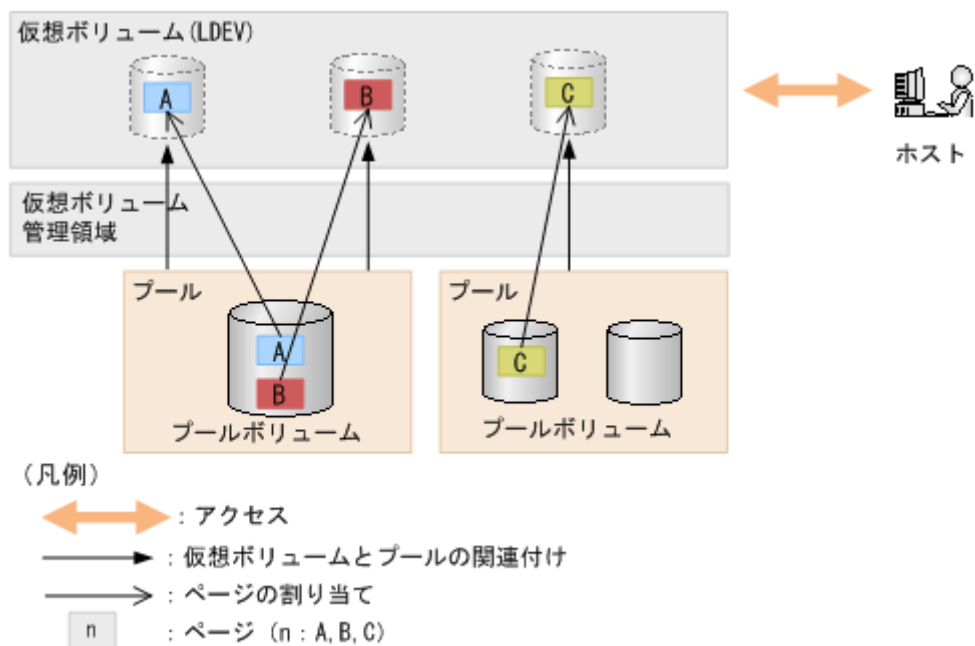 仮想ボリューム(LDEV)
A
B
C
ホスト
仮想ボリューム
管理領域
プール
プール
A
B
C
プールボリューム
プールボリューム
(凡例)
: アクセス
: 仮想ボリュームとプールの関連付け
: ページの割り当て
n : ページ (n : A,B,C)